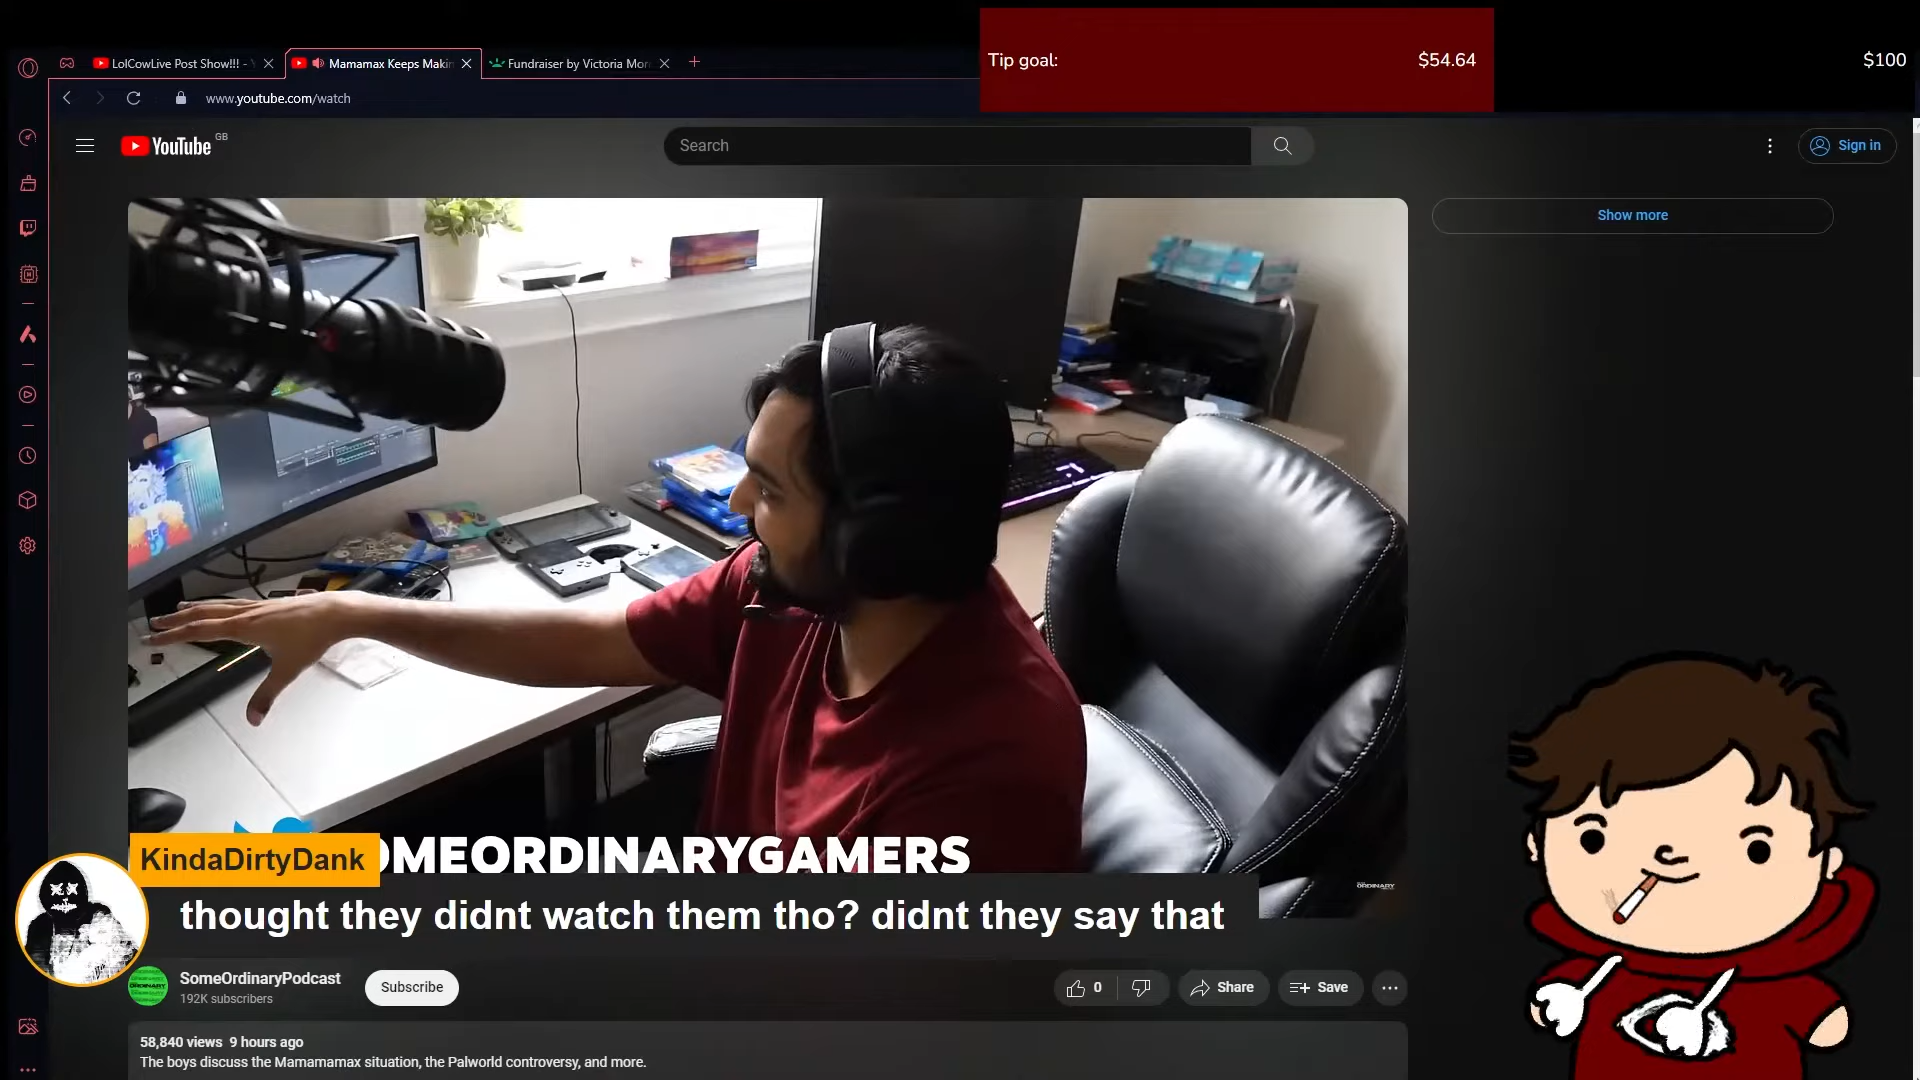 Tip goal: $54.64 $100
LolCowLive Post Show!!! -
Mamamax Keeps Makin
Fundraiser by Victoria Mor
www.youtube.com/watch
YouTube GB
Search
Sign in
Show more
OMEORDINARYGAMERS
ORDINARY
KindaDirtyDank
thought they didnt watch them tho? didnt they say that
SomeOrdinaryPodcast
192K subscribers
Subscribe
0
Share
Save
58,840 views 9 hours ago
The boys discuss the Mamamamax situation, the Palworld controversy, and more.